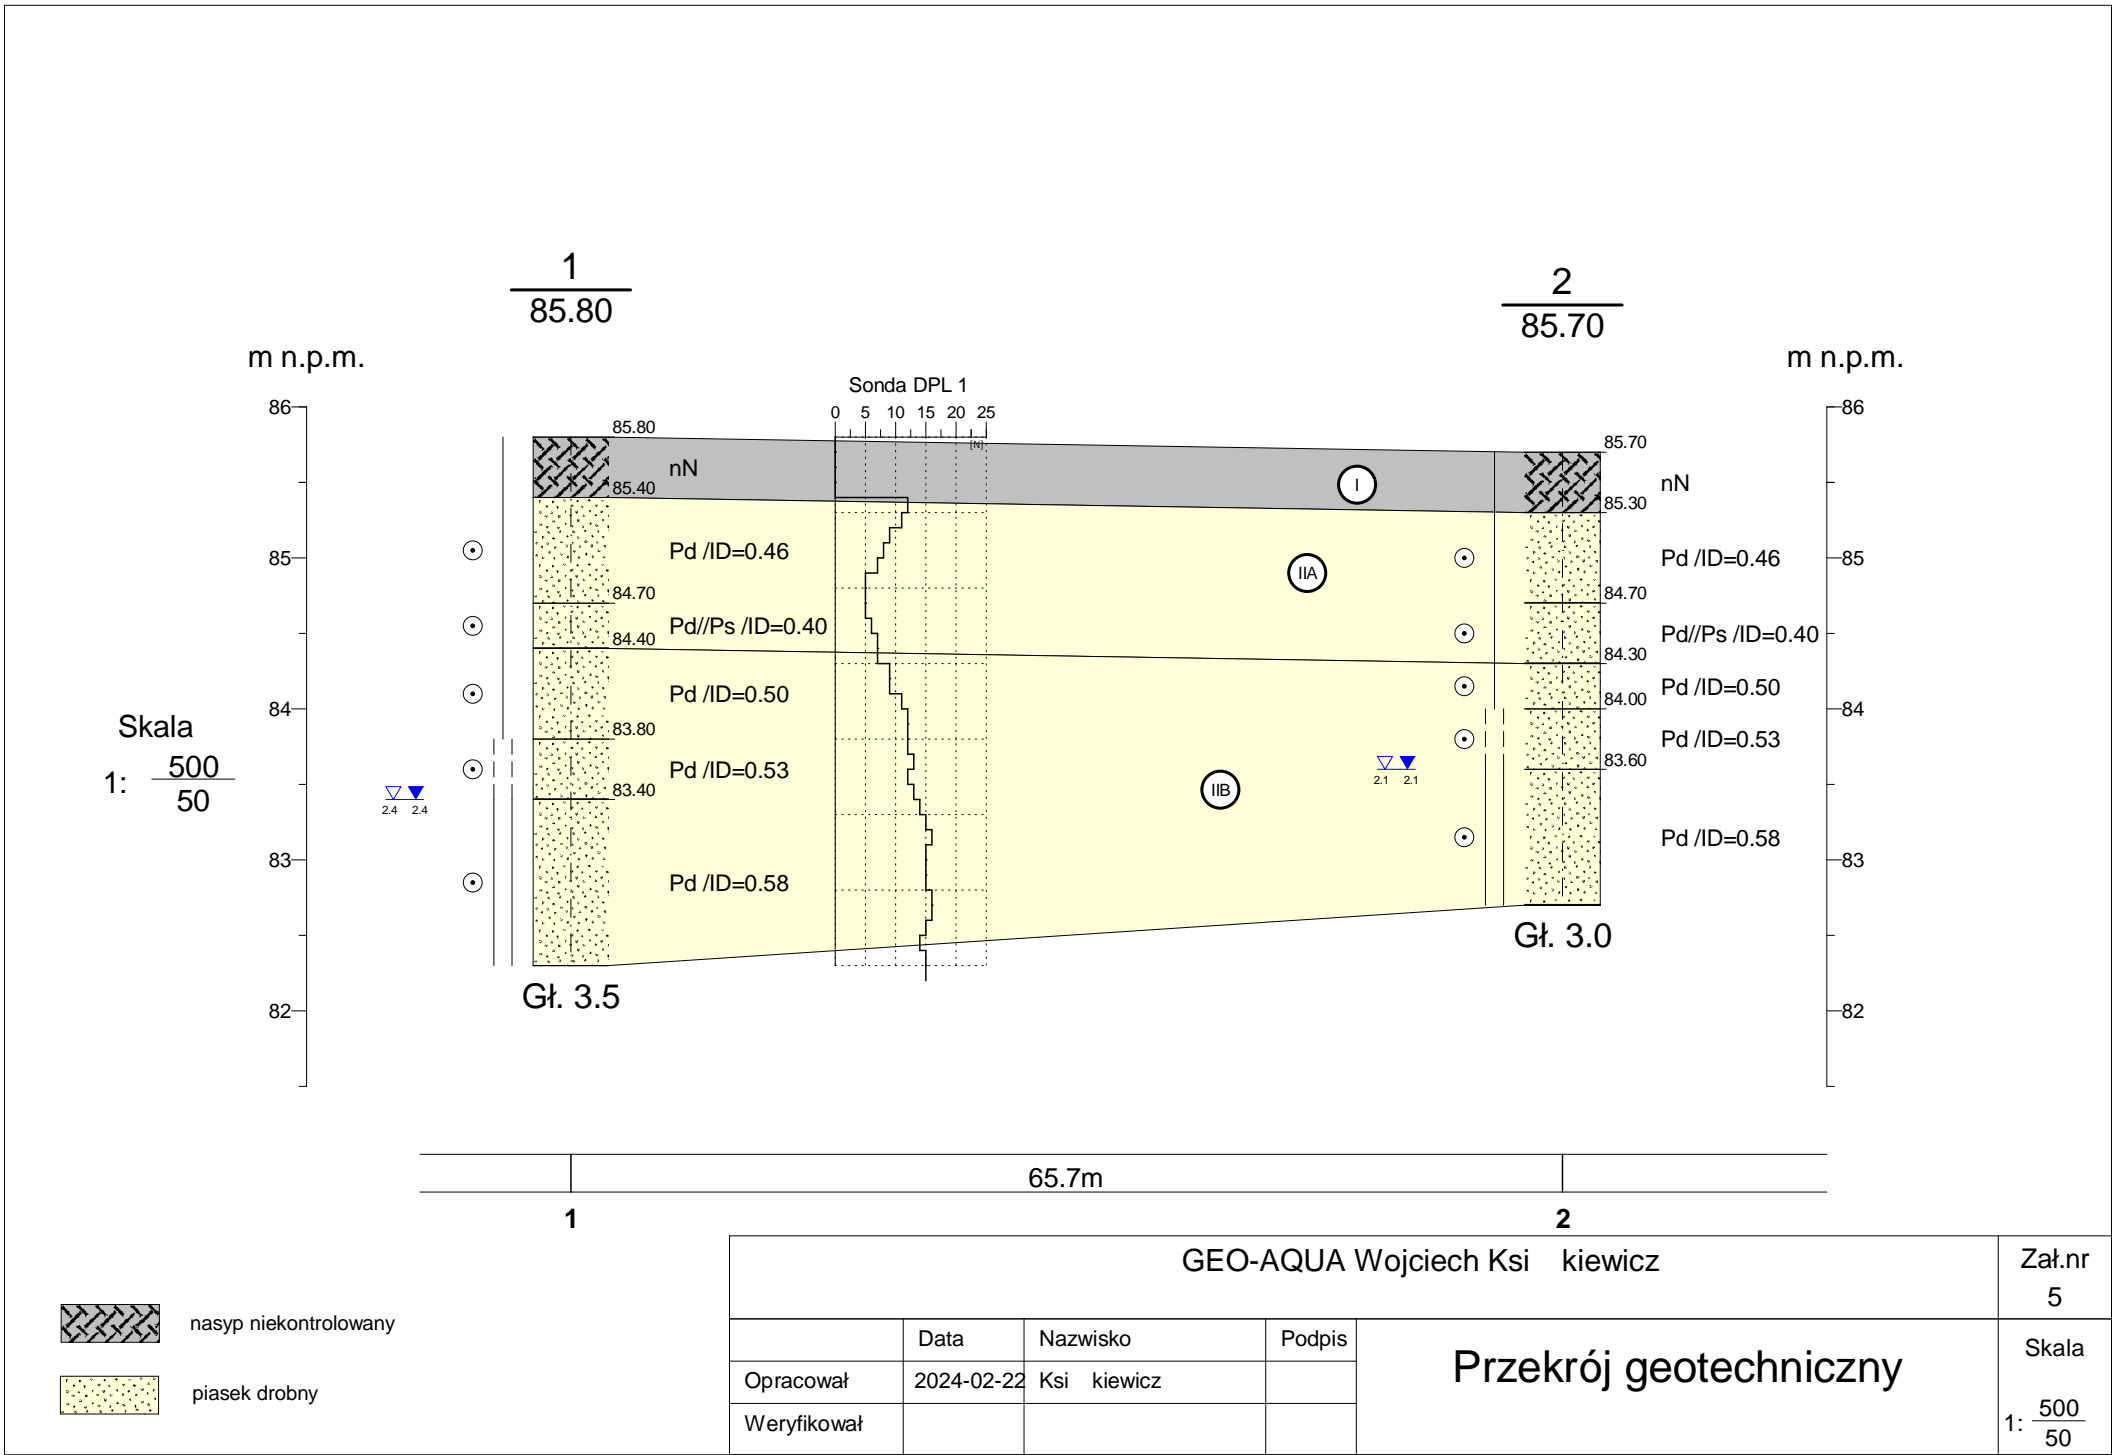 1
85.80
2
85.70
m n.p.m.
m n.p.m.
Sonda DPL 1
0 5 10 15 20 25
[N]
86
85
84
83
82
86
85
84
83
82
85.80
nN
85.40
Pd /ID=0.46
84.70
Pd//Ps /ID=0.40
84.40
Pd /ID=0.50
83.80
Pd /ID=0.53
83.40
Pd /ID=0.58
2.4 2.4
Gł. 3.5
I
IIA
IIB
85.70
nN
85.30
Pd /ID=0.46
84.70
Pd//Ps /ID=0.40
84.30
Pd /ID=0.50
84.00
Pd /ID=0.53
83.60
Pd /ID=0.58
2.1 2.1
Gł. 3.0
Skala
1: 500
50
65.7m
1
2
nasyp niekontrolowany
piasek drobny
GEO-AQUA Wojciech Ksi kiewicz
Zał.nr
5
Data Nazwisko Podpis
Opracował 2024-02-22 Ksi kiewicz
Weryfikował
Przekrój geotechniczny
Skala
1: 500
50